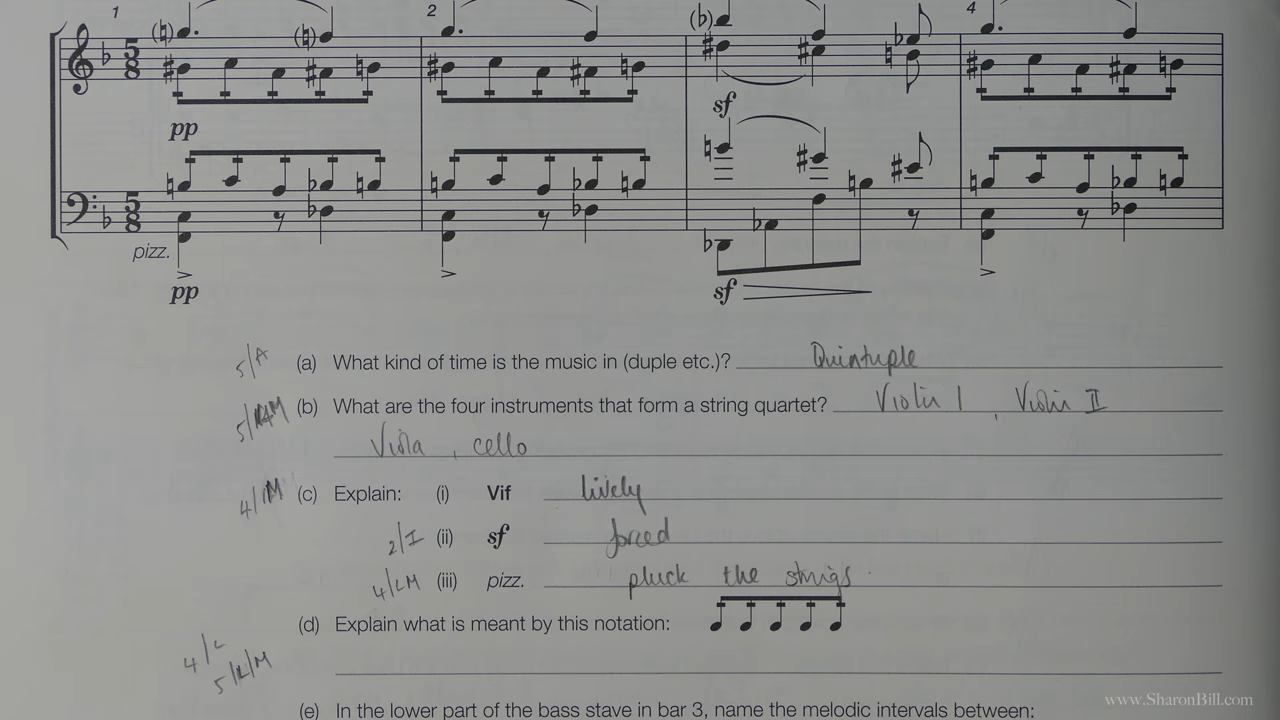 1 2 4
5 8
pp
sf
5 8
pizz.
pp
sf
5/A (a) What kind of time is the music in (duple etc.)? Quintuple
(b) What are the four instruments that form a string quartet? Violin I , Violin II
Viola , cello
(c) Explain: (i) Vif lively
2/I (ii) sf forced
4/LM (iii) pizz. pluck the strings
(d) Explain what is meant by this notation:
4/L
(e) In the lower part of the bass stave in bar 3, name the melodic intervals between:
www.SharonBill.com